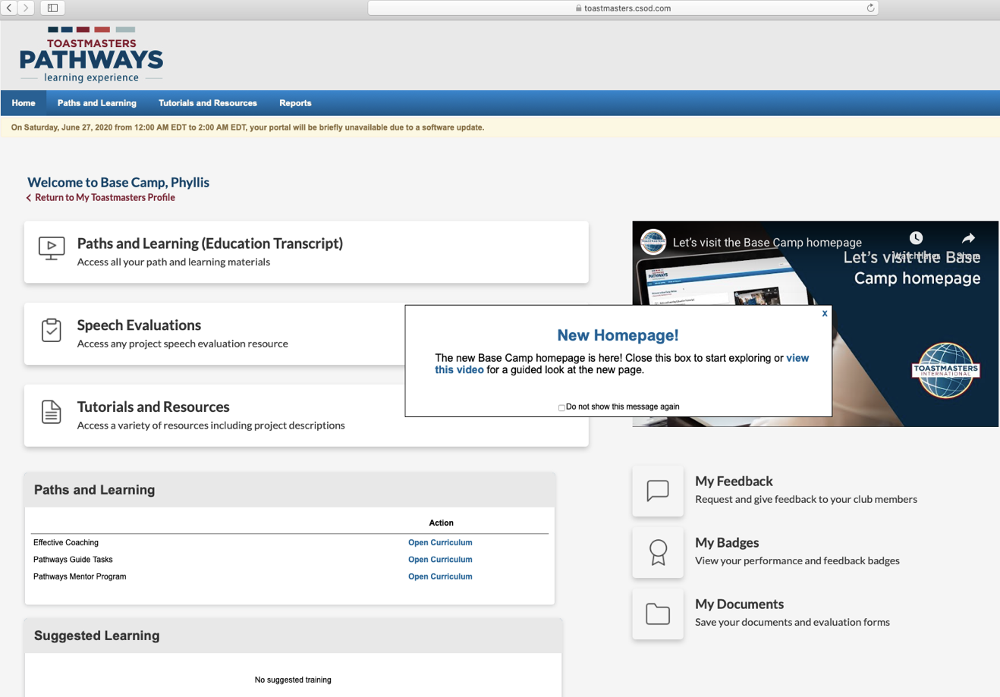 toastmasters.csod.com
TOASTMASTERS
PATHWAYS
learning experience
Home Paths and Learning Tutorials and Resources Reports
On Saturday, June 27, 2020 from 12:00 AM EDT to 2:00 AM EDT, your portal will be briefly unavailable due to a software update.
Welcome to Base Camp, Phyllis
Return to My Toastmasters Profile
Paths and Learning (Education Transcript)
Access all your path and learning materials
Speech Evaluations
Access any project speech evaluation resource
Tutorials and Resources
Access a variety of resources including project descriptions
Let's visit the Base Camp homepage
Watch later Share
Let's visit the Base
Camp homepage
TOASTMASTERS
INTERNATIONAL
x
New Homepage!
The new Base Camp homepage is here! Close this box to start exploring or view
this video for a guided look at the new page.
Do not show this message again
Paths and Learning
Action
Effective Coaching Open Curriculum
Pathways Guide Tasks Open Curriculum
Pathways Mentor Program Open Curriculum
Suggested Learning
No suggested training
My Feedback
Request and give feedback to your club members
My Badges
View your performance and feedback badges
My Documents
Save your documents and evaluation forms